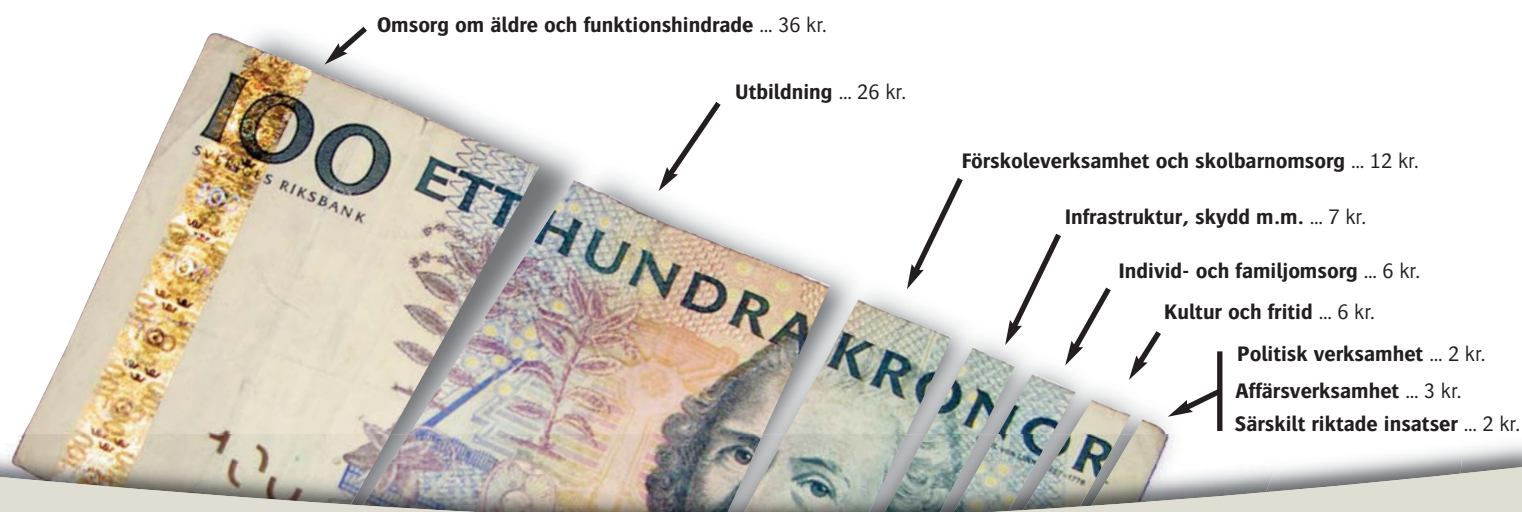 Omsorg om äldre och funktionshindrade ... 36 kr.
Utbildning ... 26 kr.
Förskoleverksamhet och skolbarnomsorg ... 12 kr.
Infrastruktur, skydd m.m. ... 7 kr.
Individ- och familjomsorg ... 6 kr.
Kultur och fritid ... 6 kr.
Politisk verksamhet ... 2 kr.
Affärsverksamhet ... 3 kr.
Särskilt riktade insatser ... 2 kr.
100 ETT HUNDRA KRONOR
SVERIGES RIKSBANK